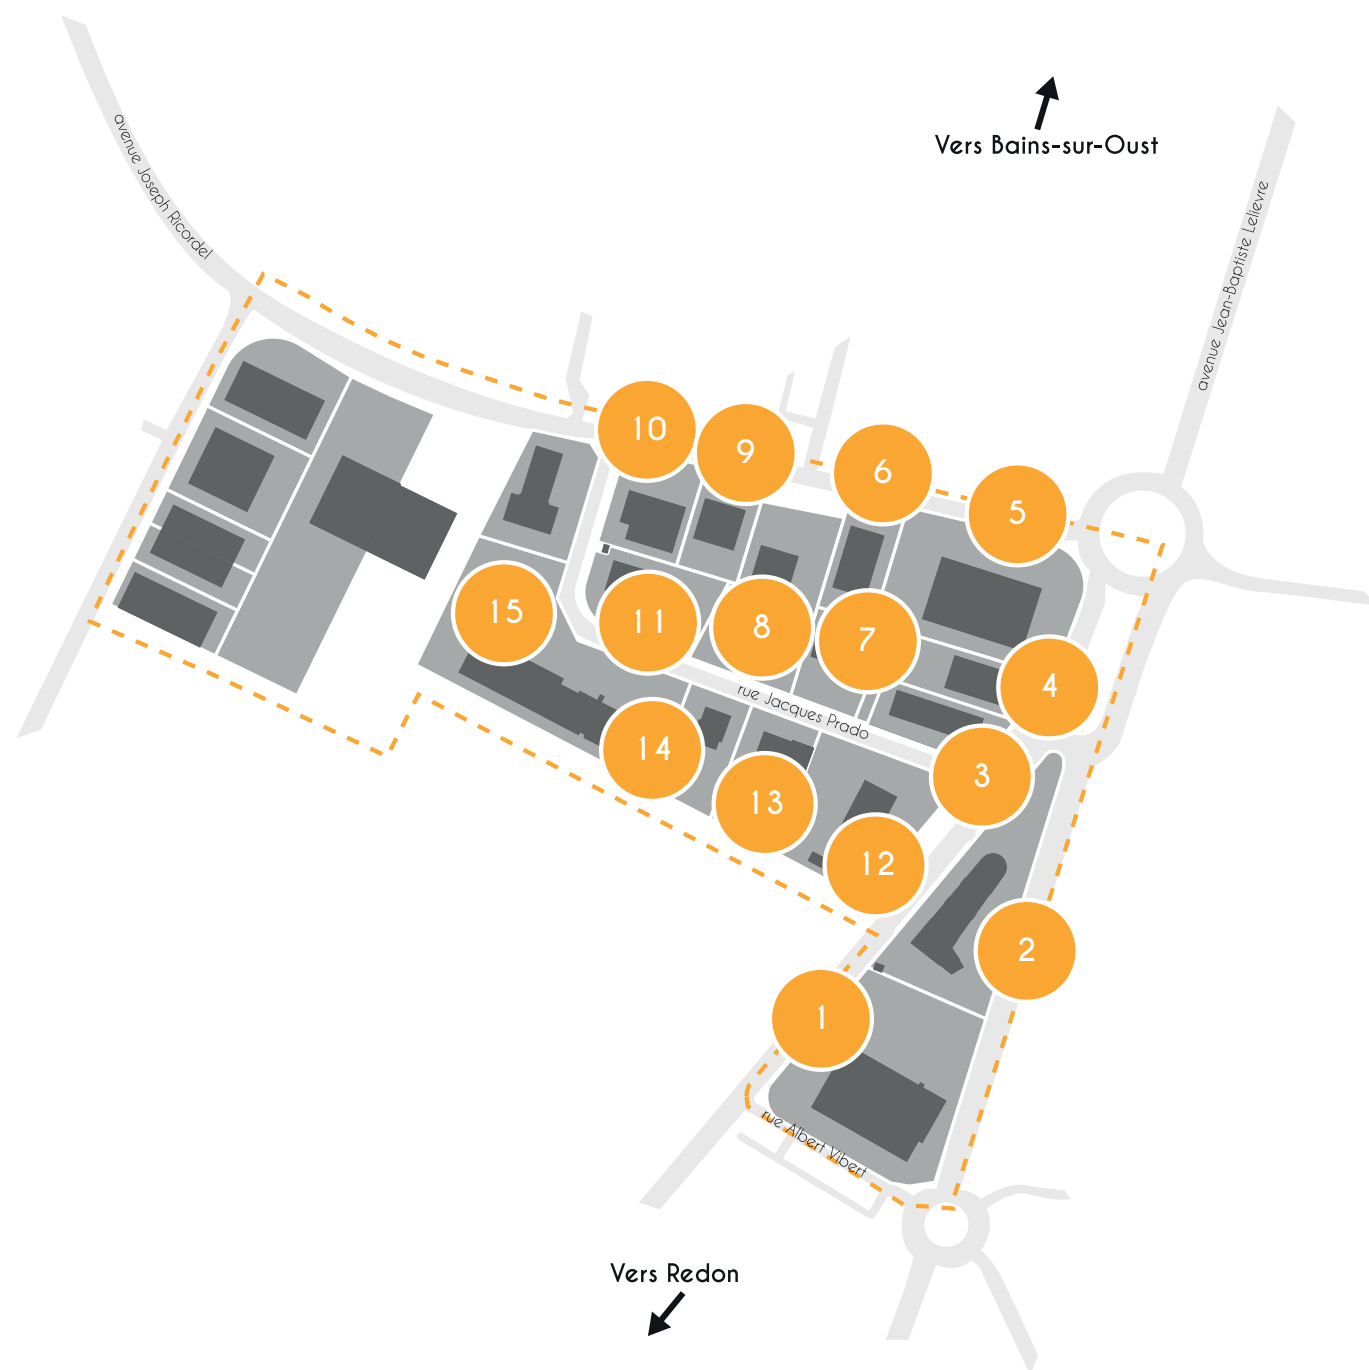 avenue Joseph Ricordel
Vers Bains-sur-Oust
avenue Jean-Baptiste Lelievre
10
9
6
5
15
11
8
7
4
rue Jacques Prado
14
13
3
12
2
1
rue Albert Vibert
Vers Redon